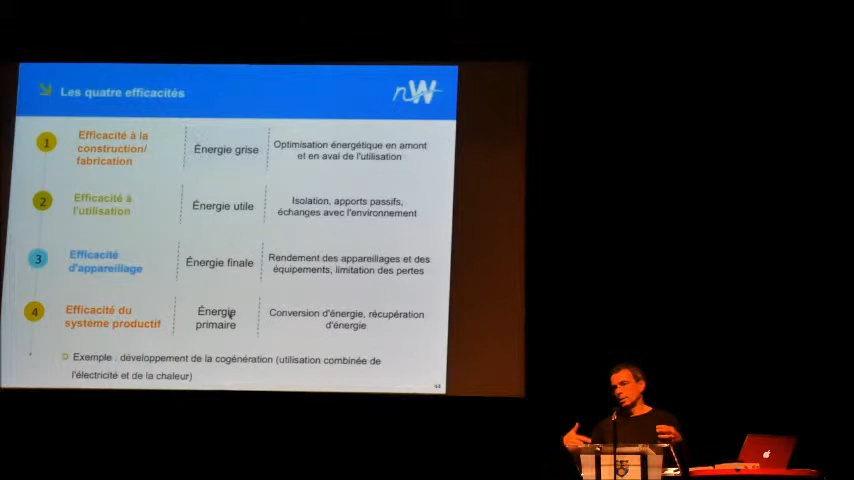 Les quatre efficacités
nW
1
Efficacité à la
construction/
fabrication
Énergie grise
Optimisation énergétique en amont
et en aval de l'utilisation
2
Efficacité à
l'utilisation
Énergie utile
Isolation, apports passifs,
échanges avec l'environnement
3
Efficacité
d'appareillage
Énergie finale
Rendement des appareillages et des
équipements, limitation des pertes
4
Efficacité du
système productif
Énergie
primaire
Conversion d'énergie, récupération
d'énergie
Exemple : développement de la cogénération (utilisation combinée de
l'électricité et de la chaleur)
44